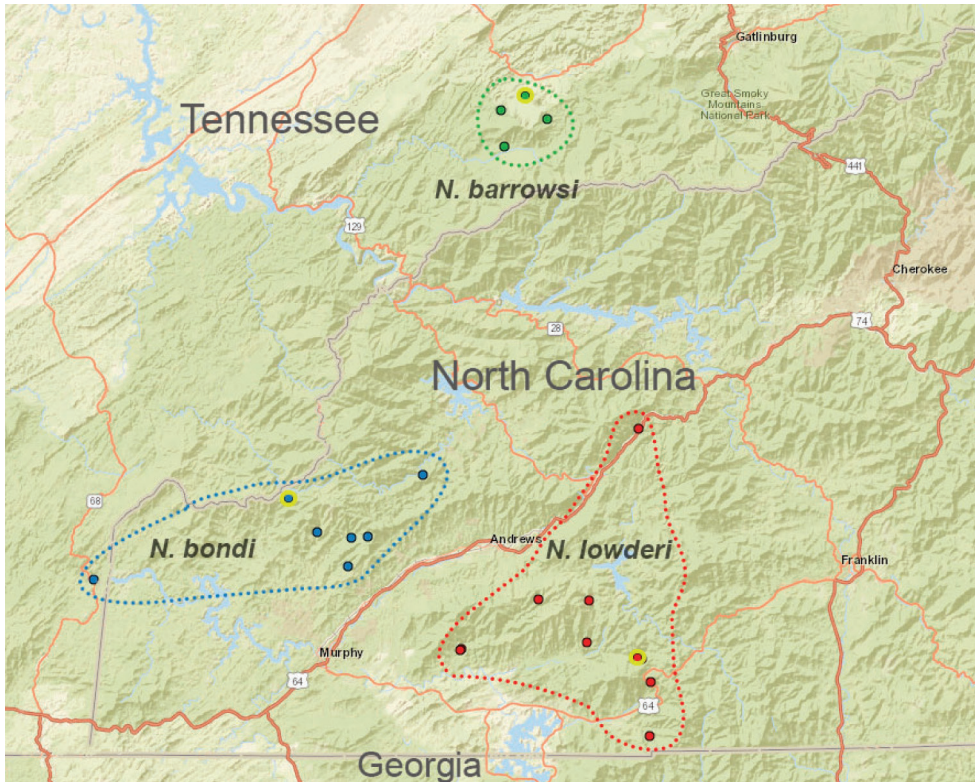 Gatlinburg
Great Smoky
Mountains
National Park
Tennessee
441
N. barrowsi
129
Cherokee
74
28
North Carolina
68
Andrews
N. bondi
N. lowderi
Franklin
Murphy
64
64
Georgia